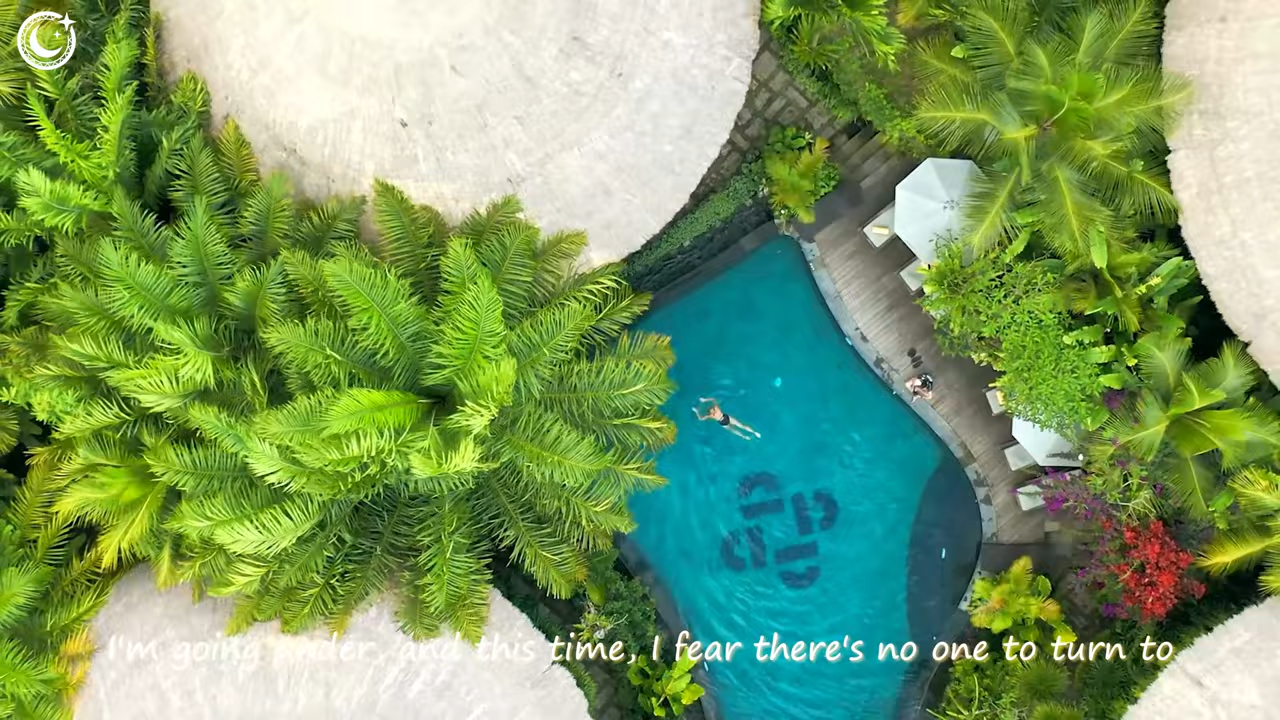 I'm going under, and this time, I fear there's no one to turn to